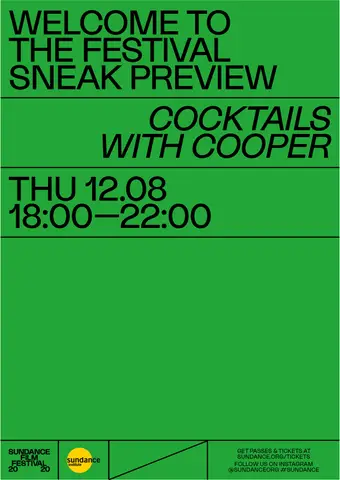 WELCOME TO
THE FESTIVAL
SNEAK PREVIEW
COCKTAILS
WITH COOPER
THU 12.08
18:00—22:00
SUNDANCE
FILM
FESTIVAL
20 20
sundance
institute
GET PASSES & TICKETS AT
SUNDANCE.ORG/TICKETS
FOLLOW US ON INSTAGRAM
@SUNDANCEORG #SUNDANCE